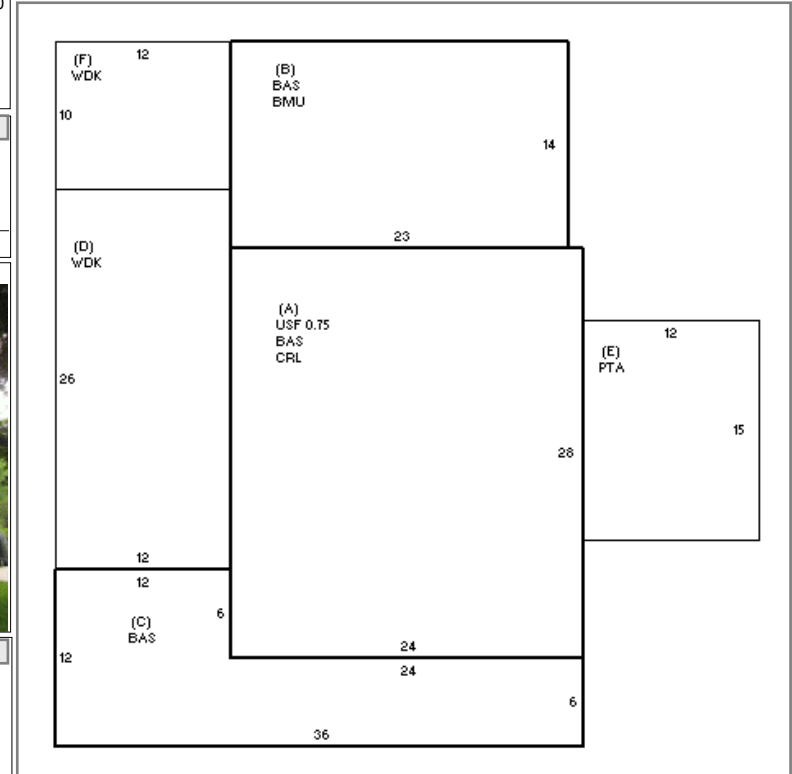 (F)
WDK
12
10
(B)
BAS
BMU
14
23
(D)
WDK
26
12
(A)
USF 0.75
BAS
CRL
28
24
(E)
PTA
12
15
12
(C)
BAS
6
12
24
6
36